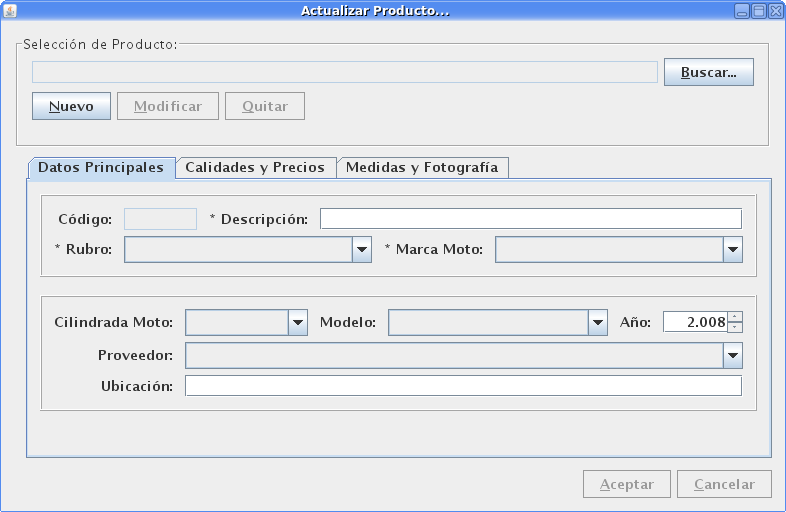 Actualizar Producto...
Selección de Producto:
Buscar...
Nuevo Modificar Quitar
Datos Principales Calidades y Precios Medidas y Fotografía
Código: * Descripción:
* Rubro: * Marca Moto:
Cilindrada Moto: Modelo: Año: 2.008
Proveedor:
Ubicación:
Aceptar Cancelar